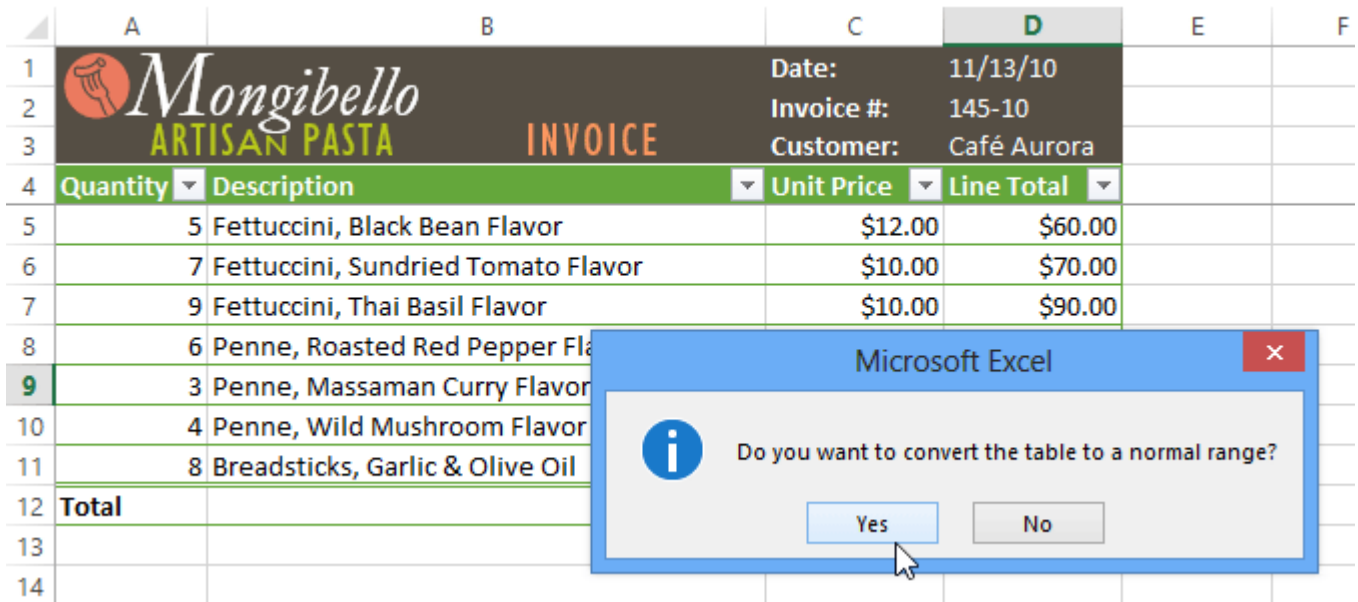 A B C D E F
1 Mongibello Date: 11/13/10
2 Invoice #: 145-10
3 ARTISAN PASTA INVOICE Customer: Café Aurora
4 Quantity Description Unit Price Line Total
5 5 Fettuccini, Black Bean Flavor $12.00 $60.00
6 7 Fettuccini, Sundried Tomato Flavor $10.00 $70.00
7 9 Fettuccini, Thai Basil Flavor $10.00 $90.00
8 6 Penne, Roasted Red Pepper Fla
9 3 Penne, Massaman Curry Flavor
10 4 Penne, Wild Mushroom Flavor
11 8 Breadsticks, Garlic & Olive Oil
12 Total
13
14
Microsoft Excel
Do you want to convert the table to a normal range?
Yes No